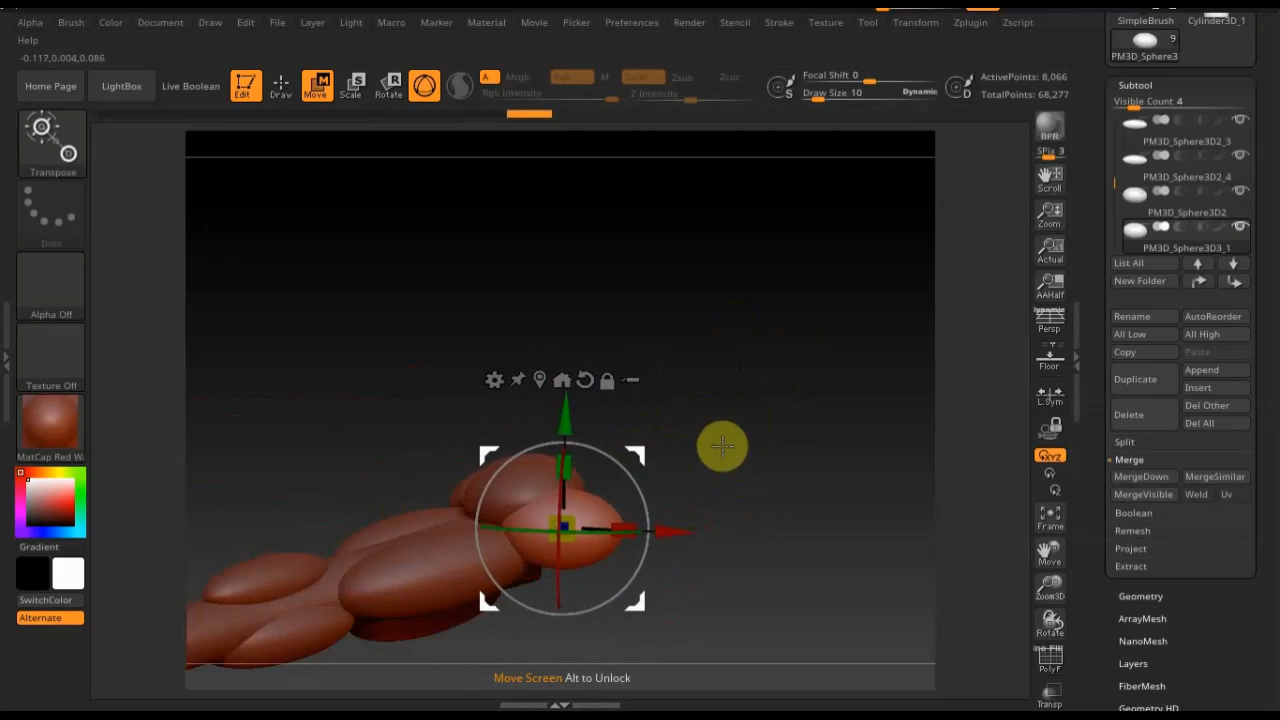 Alpha Brush Color Document Draw Edit File Layer Light Macro Marker Material Movie Picker Preferences Render Stencil Stroke Texture Tool Transform Zplugin Zscript
Help
-0.117,0.004,0.086
Home Page LightBox Live Boolean Edit Draw Move Scale Rotate A Mrgb Rgb M Zadd Zsub Zcut
Rgb Intensity Z Intensity
Focal Shift 0
Draw Size 10 Dynamic
ActivePoints: 8,066
TotalPoints: 68,277
Transpose
Dots
Alpha Off
Texture Off
MatCap Red Wa
Gradient
SwitchColor
Alternate
Move Screen Alt to Unlock
BPR
SPix 3
Scroll
Zoom
Actual
AAHalf
Dynamic
Persp
Floor
L.Sym
XYZ
Frame
Move
Zoom3D
Rotate
PolyF
Transp
SimpleBrush Cylinder3D_1
9
PM3D_Sphere3
Subtool
Visible Count 4
PM3D_Sphere3D2_3
PM3D_Sphere3D2_4
PM3D_Sphere3D2
PM3D_Sphere3D3_1
List All
New Folder
Rename AutoReorder
All Low All High
Copy Paste
Duplicate Append
Insert
Delete Del Other
Del All
Split
Merge
MergeDown MergeSimilar
MergeVisible Weld Uv
Boolean
Remesh
Project
Extract
Geometry
ArrayMesh
NanoMesh
Layers
FiberMesh
Geometry HD